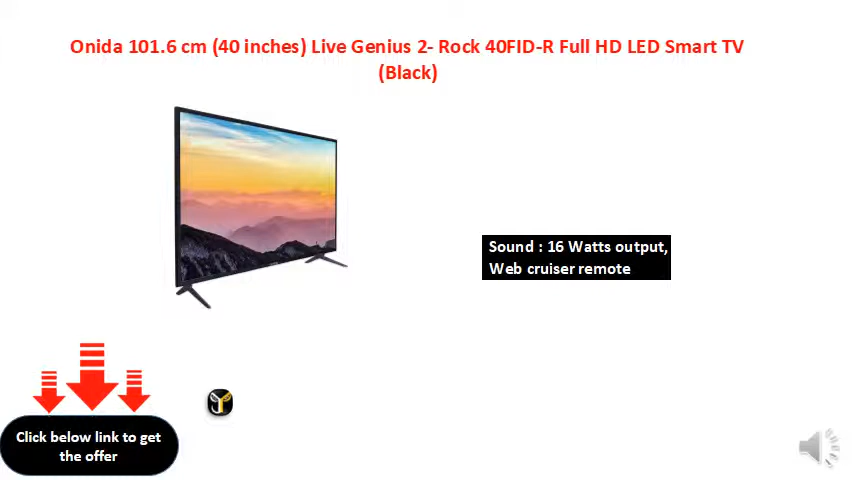 Onida 101.6 cm (40 inches) Live Genius 2- Rock 40FID-R Full HD LED Smart TV
(Black)
Sound : 16 Watts output,
Web cruiser remote
Click below link to get
the offer